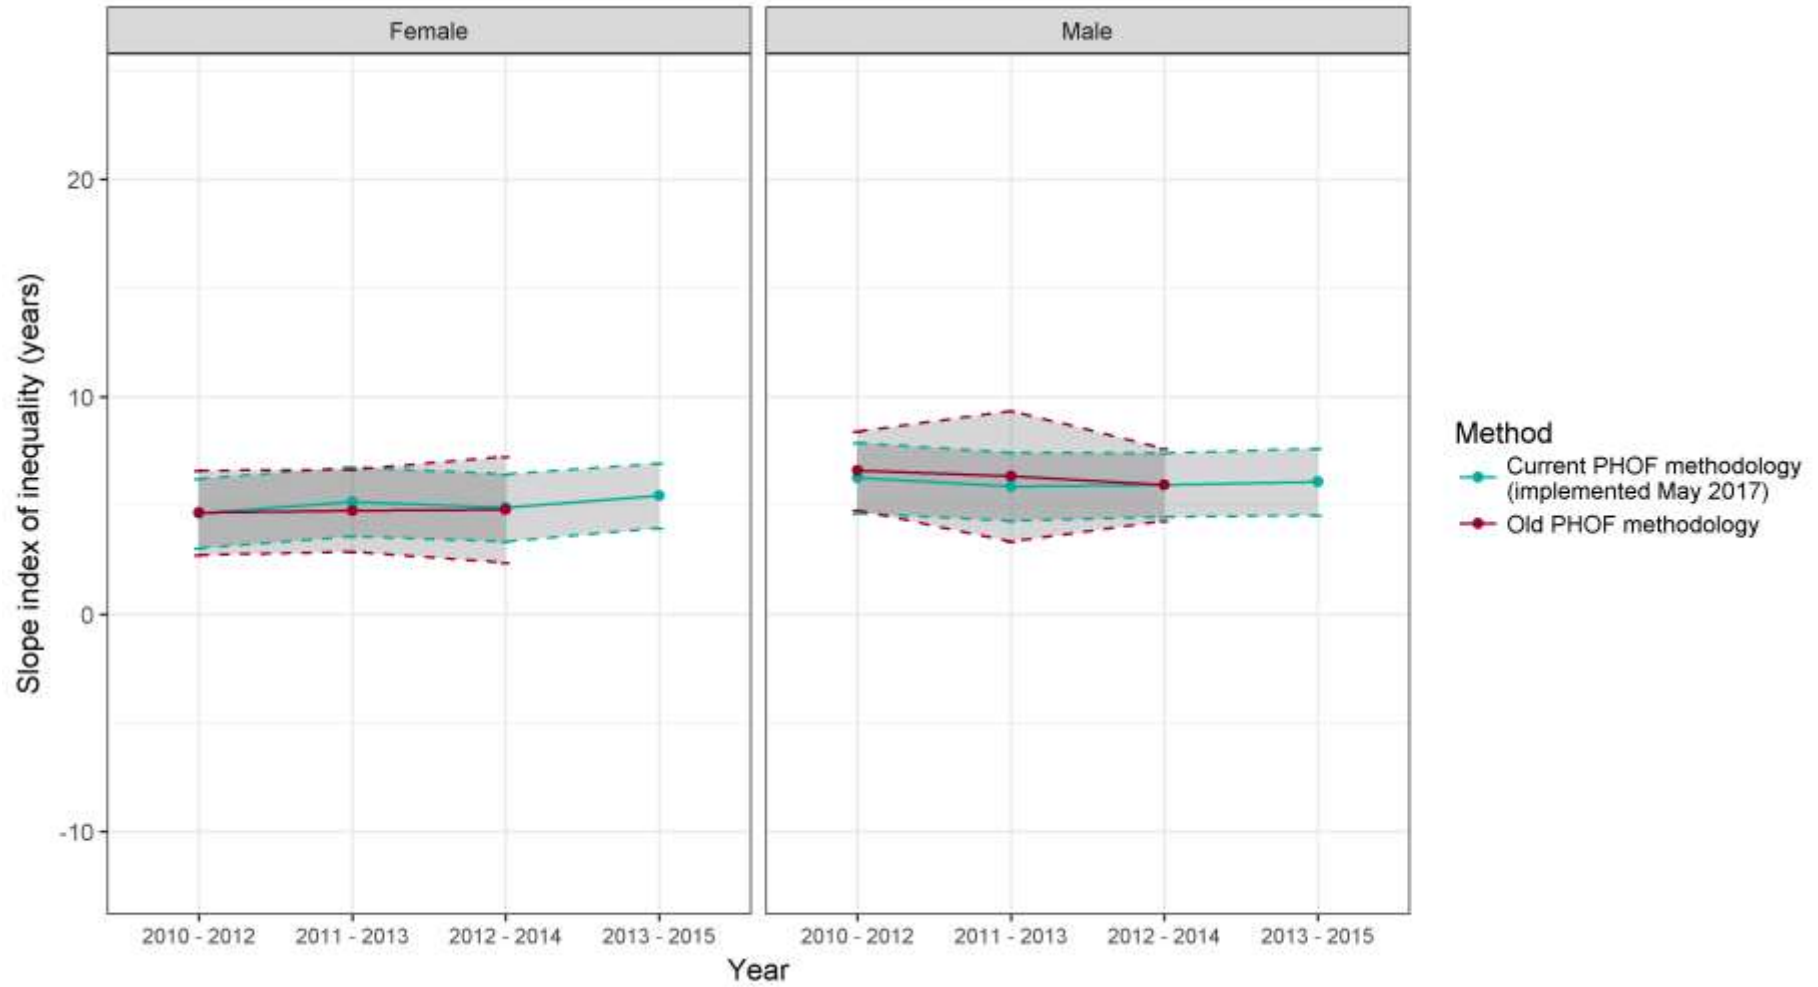 Female
Male
Slope index of inequality (years)
20
10
0
-10
2010 - 2012
2011 - 2013
2012 - 2014
2013 - 2015
2010 - 2012
2011 - 2013
2012 - 2014
2013 - 2015
Year
Method
Current PHOF methodology
(implemented May 2017)
Old PHOF methodology